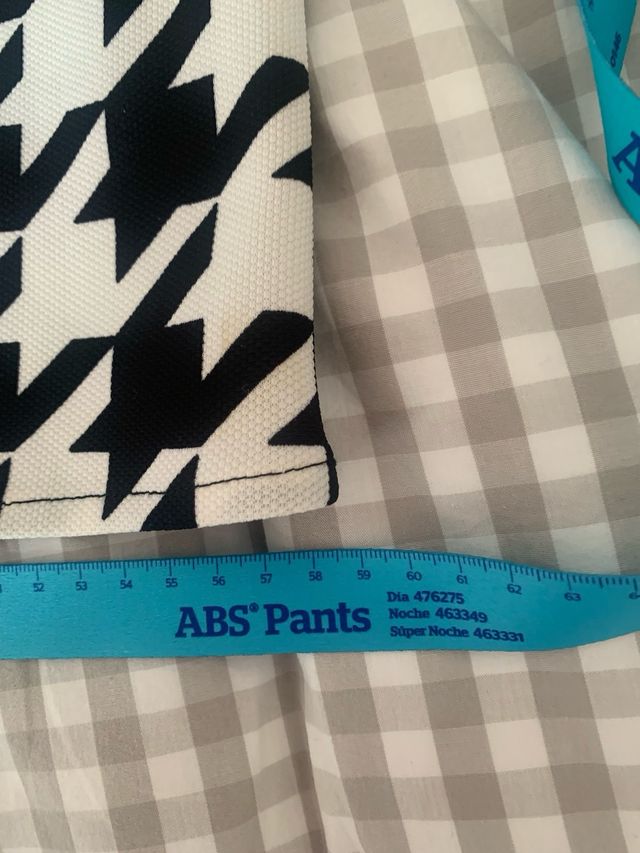 52 53 54 55 56 57 58 59 60 61 62 63
ABS® Pants
Día 476275
Noche 463349
Súper Noche 463331